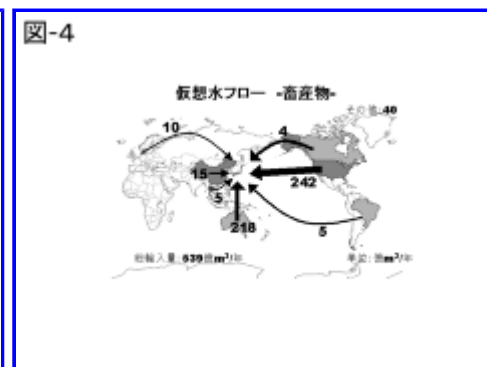 図-4
仮想水フロー -畜産物-
その他:40
10
4
15
242
5
218
5
総輸入量:539億m³/年
単位:億m³/年